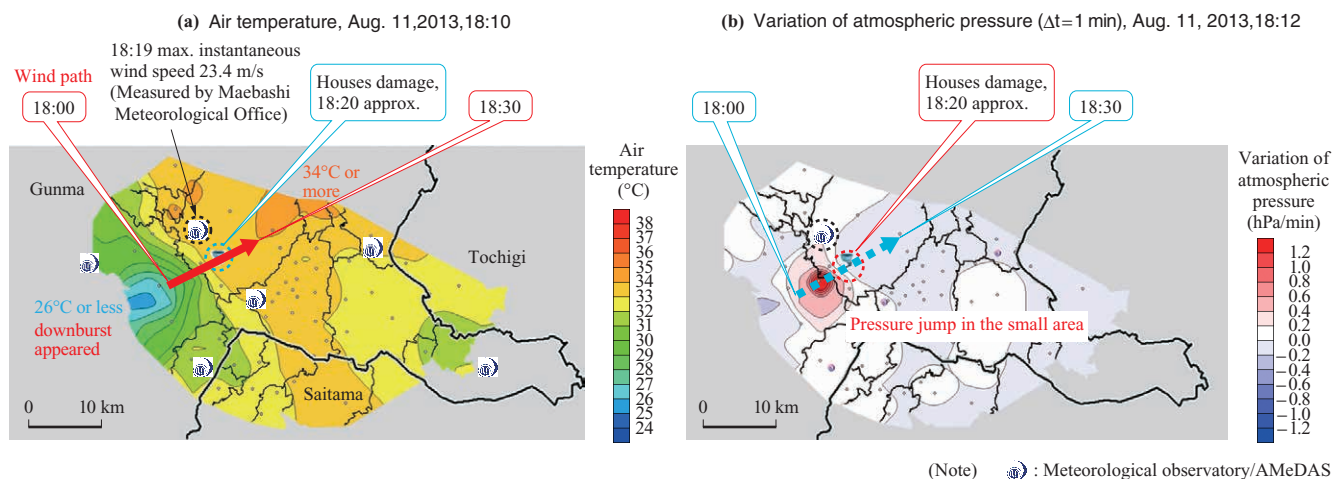 (a) Air temperature, Aug. 11,2013,18:10
18:19 max. instantaneous
wind speed 23.4 m/s
(Measured by Maebashi
Meteorological Office)
Wind path
18:00
Houses damage,
18:20 approx.
18:30
Gunma
34°C or
more
Tochigi
26°C or less
downburst
appeared
Saitama
0 10 km
Air
temperature
(°C)
38
37
36
35
34
33
32
31
30
29
28
27
26
25
24
(b) Variation of atmospheric pressure (Δt=1 min), Aug. 11, 2013,18:12
18:00
Houses damage,
18:20 approx.
18:30
Pressure jump in the small area
0 10 km
Variation of
atmospheric
pressure
(hPa/min)
1.2
1.0
0.8
0.6
0.4
0.2
−0.0
−0.2
−0.4
−0.6
−0.8
−1.0
−1.2
(Note) : Meteorological observatory/AMeDAS